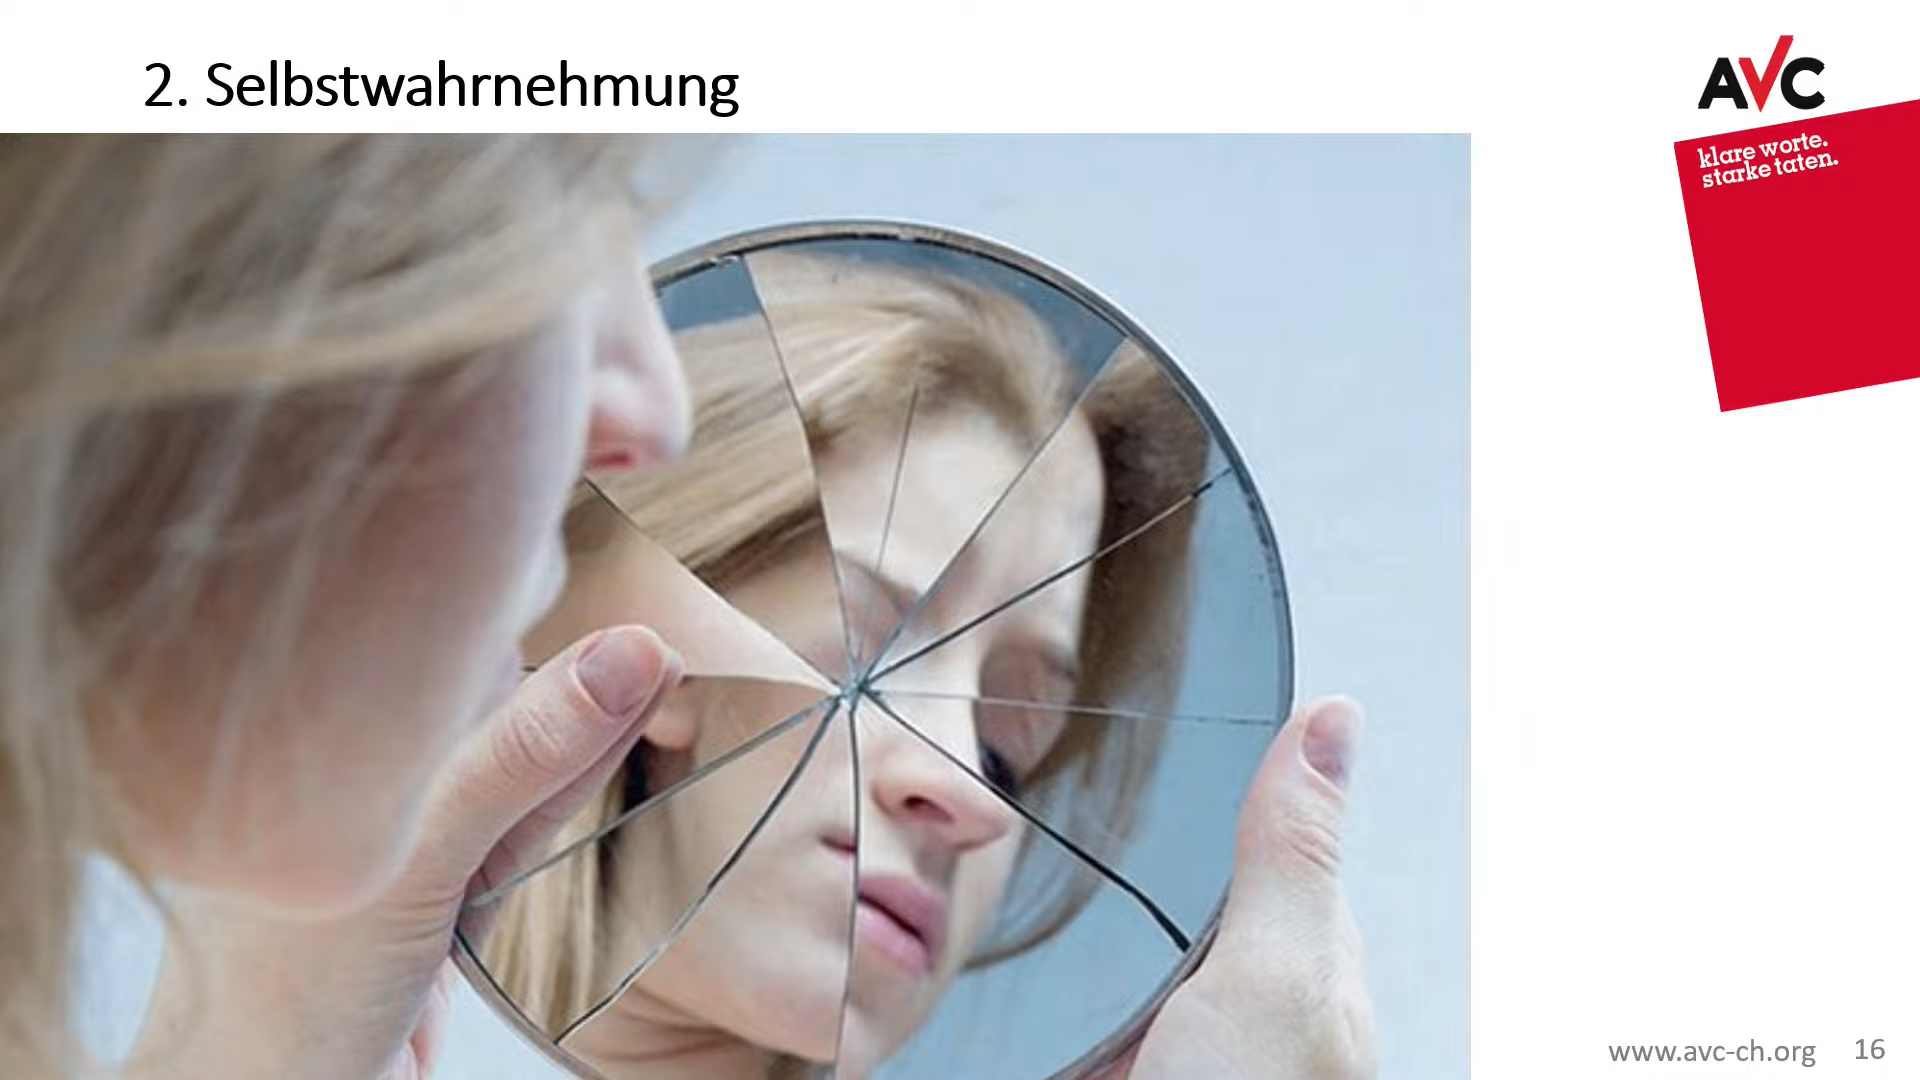 2. Selbstwahrnehmung
AVC
klare worte.
starke taten.
www.avc-ch.org
16